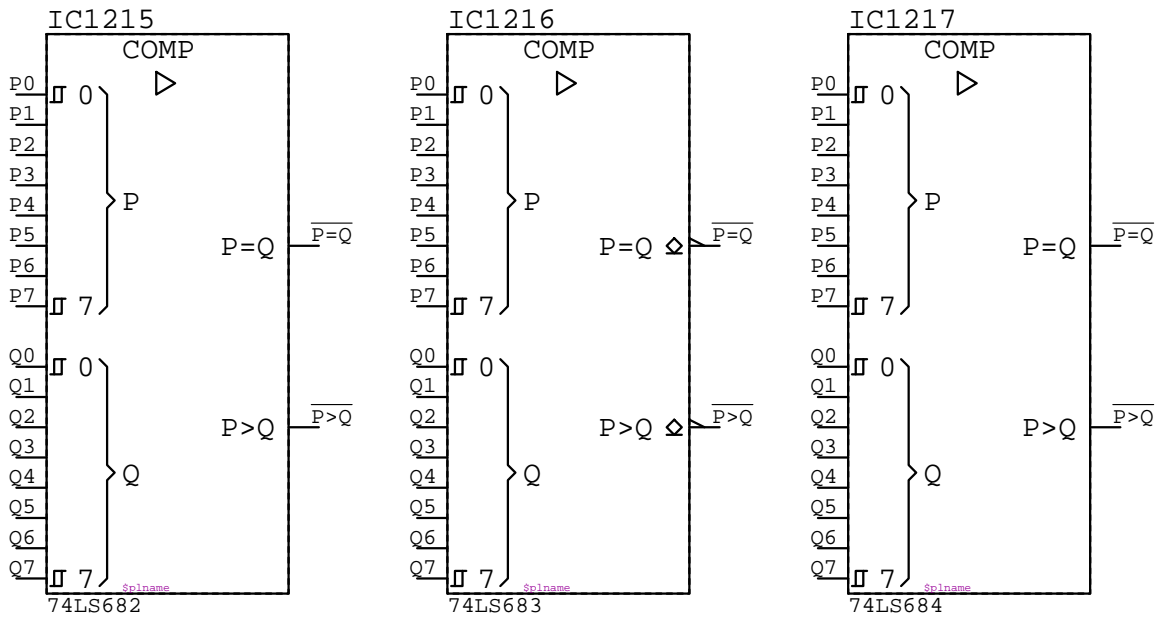 IC1215
COMP
P0
0
P1
P2
P3
P4
P
P5
P=Q
P=Q
P6
P7
7
Q0
0
Q1
Q2
P>Q
P>Q
Q3
Q4
Q
Q5
Q6
Q7
7
$plname
74LS682
IC1216
COMP
P0
0
P1
P2
P3
P4
P
P5
P=Q
P=Q
P6
P7
7
Q0
0
Q1
Q2
P>Q
P>Q
Q3
Q4
Q
Q5
Q6
Q7
7
$plname
74LS683
IC1217
COMP
P0
0
P1
P2
P3
P4
P
P5
P=Q
P=Q
P6
P7
7
Q0
0
Q1
Q2
P>Q
P>Q
Q3
Q4
Q
Q5
Q6
Q7
7
$plname
74LS684